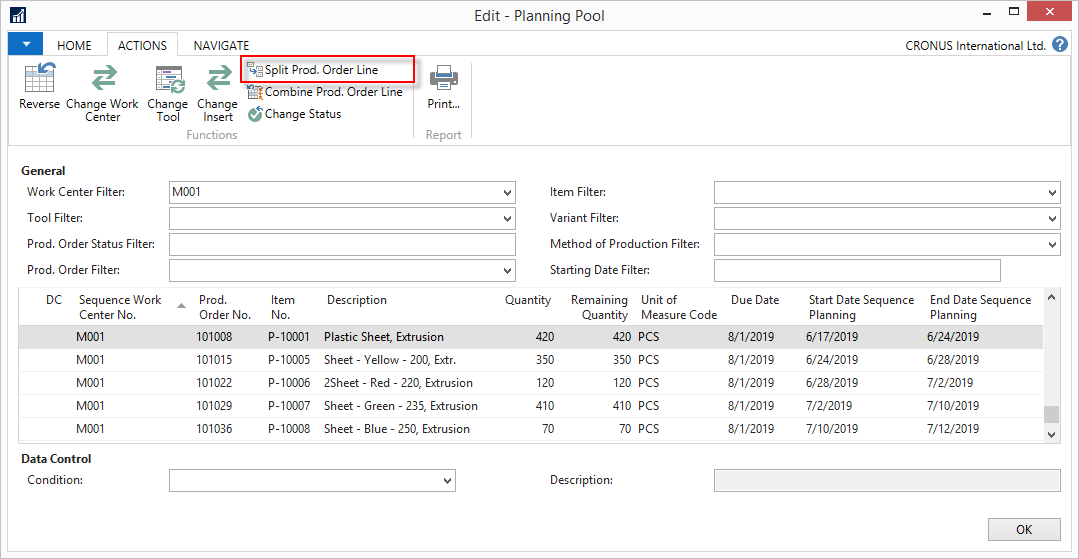 Edit - Planning Pool
HOME ACTIONS NAVIGATE CRONUS International Ltd.
Reverse
Change Work Center
Change Tool
Change Insert
Split Prod. Order Line
Combine Prod. Order Line
Change Status
Print...
Functions Report
General
Work Center Filter: M001 Item Filter:
Tool Filter: Variant Filter:
Prod. Order Status Filter: Method of Production Filter:
Prod. Order Filter: Starting Date Filter:
DC Sequence Work Center No. Prod. Order No. Item No. Description Quantity Remaining Quantity Unit of Measure Code Due Date Start Date Sequence Planning End Date Sequence Planning
M001 101008 P-10001 Plastic Sheet, Extrusion 420 420 PCS 8/1/2019 6/17/2019 6/24/2019
M001 101015 P-10005 Sheet - Yellow - 200, Extr. 350 350 PCS 8/1/2019 6/24/2019 6/28/2019
M001 101022 P-10006 2Sheet - Red - 220, Extrusion 120 120 PCS 8/1/2019 6/28/2019 7/2/2019
M001 101029 P-10007 Sheet - Green - 235, Extrusion 410 410 PCS 8/1/2019 7/2/2019 7/10/2019
M001 101036 P-10008 Sheet - Blue - 250, Extrusion 70 70 PCS 8/1/2019 7/10/2019 7/12/2019
Data Control
Condition: Description:
OK